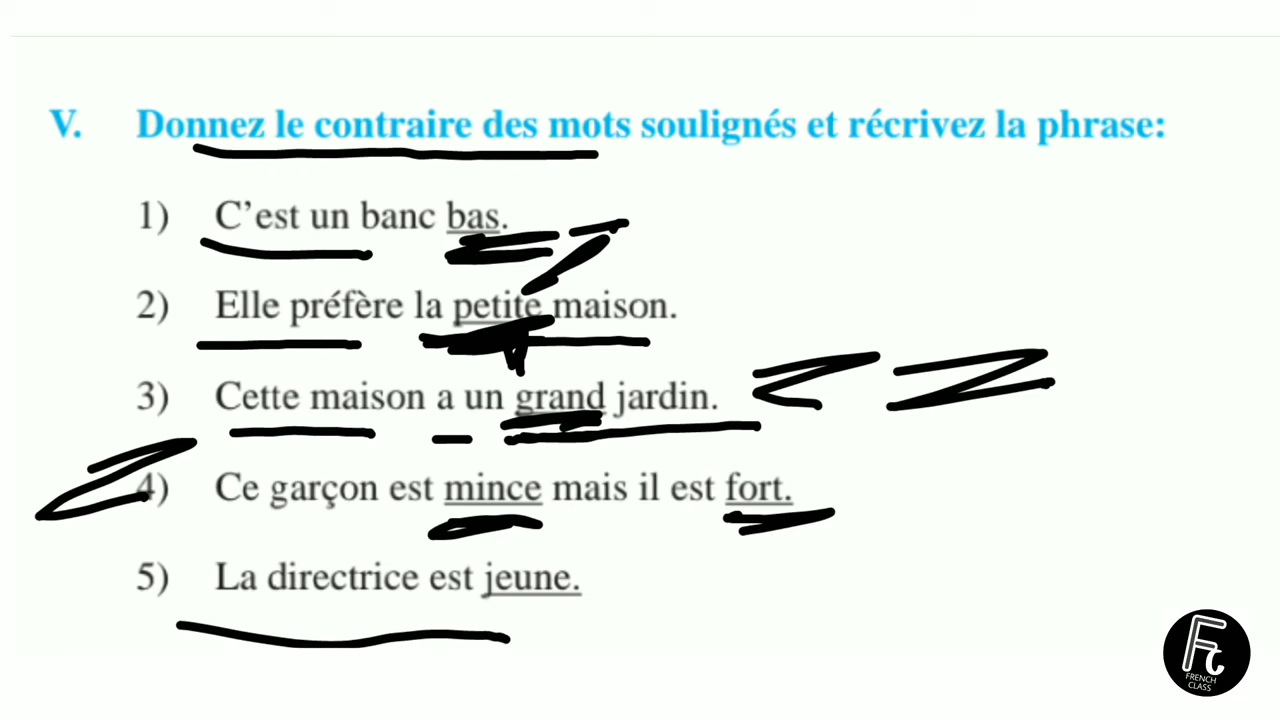 V. Donnez le contraire des mots soulignés et récrivez la phrase:
1) C'est un banc bas.
2) Elle préfère la petite maison.
3) Cette maison a un grand jardin.
4) Ce garçon est mince mais il est fort.
5) La directrice est jeune.
Fc
FRENCH
CLASS